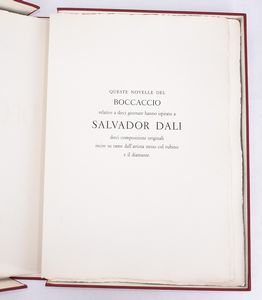 QUESTE NOVELLE DEL
BOCCACCIO
relative a dieci giornate hanno ispirato a
SALVADOR DALI
dieci composizioni originali
incise su rame dall'artista stesso col rubino
e il diamante.